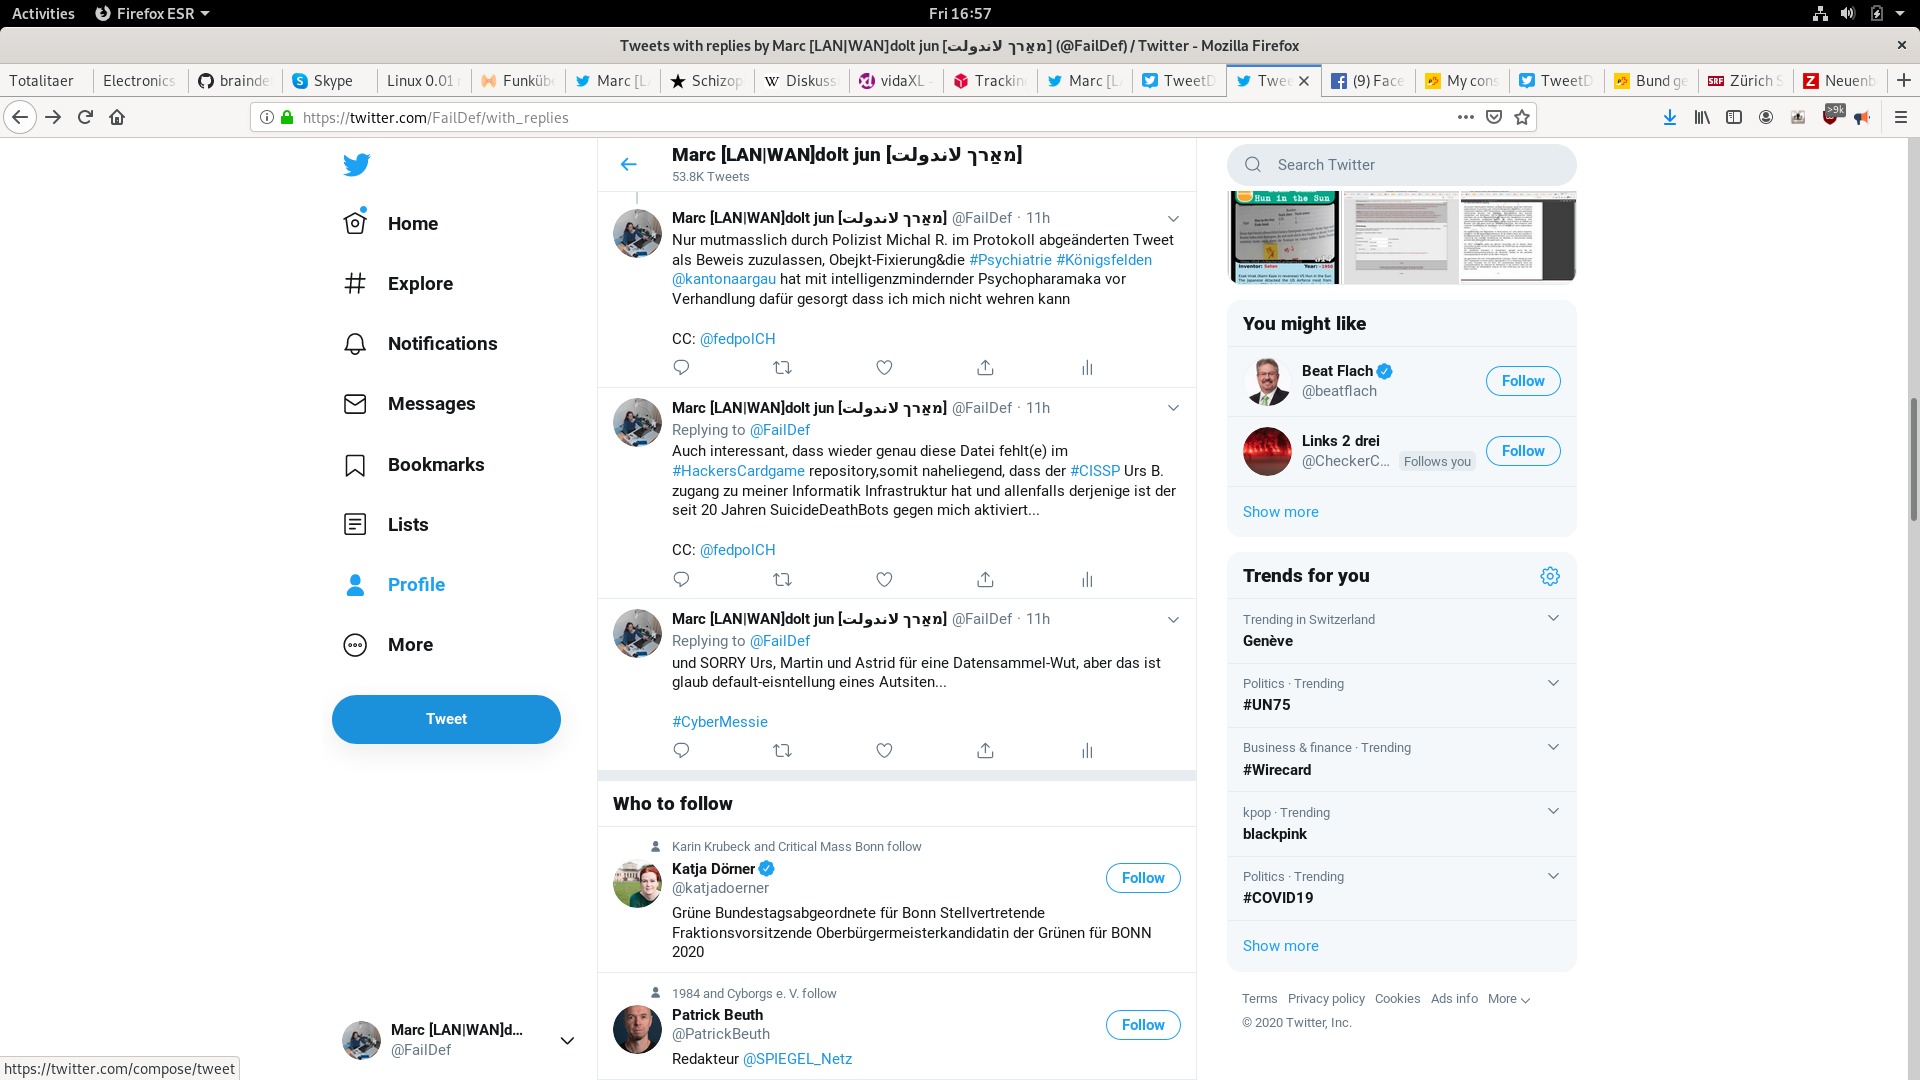 Activities
Firefox ESR
Fri 16:57
Tweets with replies by Marc [LAN|WAN]dolt jun [מאַרך לאנדולت] (@FailDef) / Twitter - Mozilla Firefox
Totalitaer
Electronics
brainde
Skype
Linux 0.01
Funkübe
Marc [L
Schizop
Diskuss
vidaXL -
Trackin
Marc [L
TweetD
Twee
(9) Face
My cons
TweetD
Bund ge
Zürich S
Neuenb
https://twitter.com/FailDef/with_replies
>9k
Marc [LAN|WAN]dolt jun [מאַרך לאندولت]
53.8K Tweets
Search Twitter
Home
Explore
Notifications
Messages
Bookmarks
Lists
Profile
More
Tweet
Marc [LAN|WAN]d...
@FailDef
https://twitter.com/compose/tweet
Marc [LAN|WAN]dolt jun [מאַרך لاندولت] @FailDef · 11h
Nur mutmasslich durch Polizist Michal R. im Protokoll abgeänderten Tweet
als Beweis zuzulassen, Obejkt-Fixierung&die #Psychiatrie #Königsfelden
@kantonaargau hat mit intelligenzmindernder Psychopharamaka vor
Verhandlung dafür gesorgt dass ich mich nicht wehren kann
CC: @fedpolCH
Marc [LAN|WAN]dolt jun [מאַרך لاندولت] @FailDef · 11h
Replying to @FailDef
Auch interessant, dass wieder genau diese Datei fehlt(e) im
#HackersCardgame repository,somit naheliegend, dass der #CISSP Urs B.
zugang zu meiner Informatik Infrastruktur hat und allenfalls derjenige ist der
seit 20 Jahren SuicideDeathBots gegen mich aktiviert...
CC: @fedpolCH
Marc [LAN|WAN]dolt jun [מאַרך لاندولت] @FailDef · 11h
Replying to @FailDef
und SORRY Urs, Martin und Astrid für eine Datensammel-Wut, aber das ist
glaub default-eisntellung eines Autsiten...
#CyberMessie
Who to follow
Karin Krubeck and Critical Mass Bonn follow
Katja Dörner
@katjadoerner
Follow
Grüne Bundestagsabgeordnete für Bonn Stellvertretende
Fraktionsvorsitzende Oberbürgermeisterkandidatin der Grünen für BONN
2020
1984 and Cyborgs e. V. follow
Patrick Beuth
@PatrickBeuth
Follow
Redakteur @SPIEGEL_Netz
Hun in the Sun
You might like
Beat Flach
@beatflach
Follow
Links 2 drei
@CheckerC... Follows you
Follow
Show more
Trends for you
Trending in Switzerland
Genève
Politics · Trending
#UN75
Business & finance · Trending
#Wirecard
kpop · Trending
blackpink
Politics · Trending
#COVID19
Show more
Terms Privacy policy Cookies Ads info More
© 2020 Twitter, Inc.